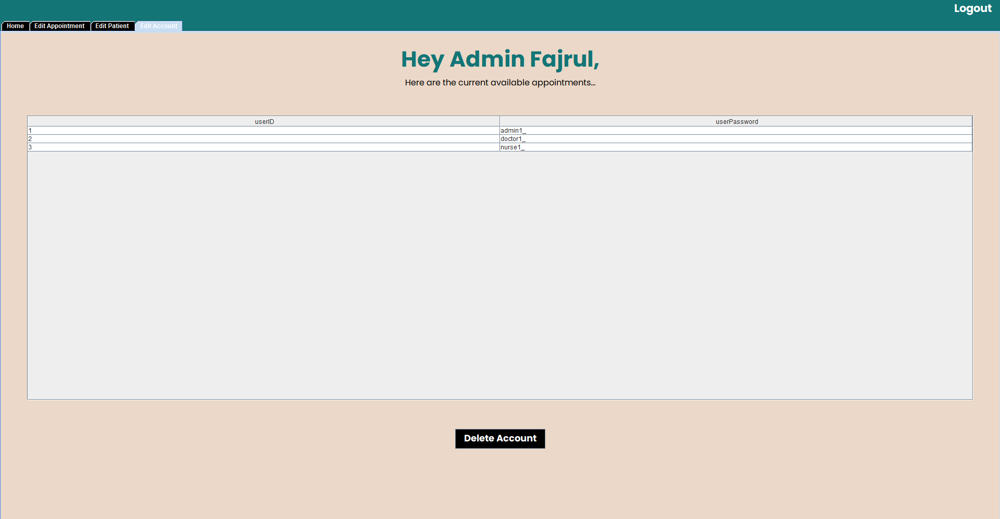 Logout
Home Edit Appointment Edit Patient Edit Account
Hey Admin Fajrul,
Here are the current available appointments...
userID userPassword
1 admin1_
2 doctor1_
3 nurse1_
Delete Account